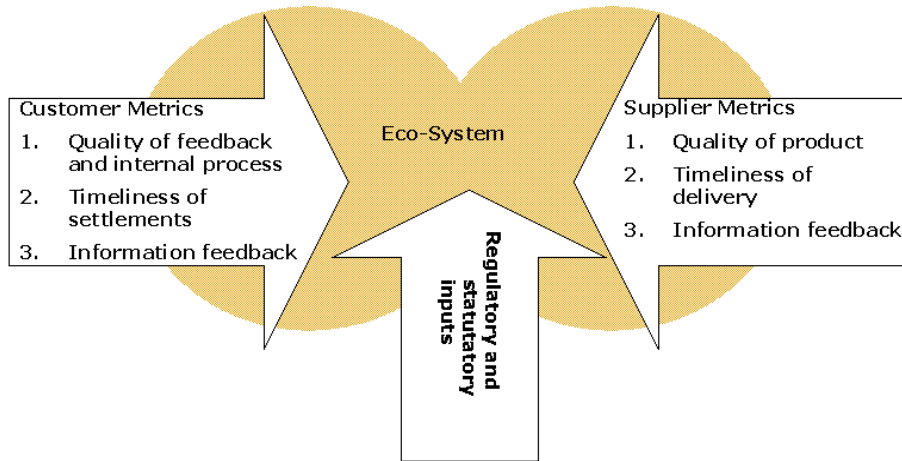 Customer Metrics
1. Quality of feedback
and internal process
2. Timeliness of
settlements
3. Information feedback
Eco-System
Supplier Metrics
1. Quality of product
2. Timeliness of
delivery
3. Information feedback
Regulatory and
statutatory
inputs